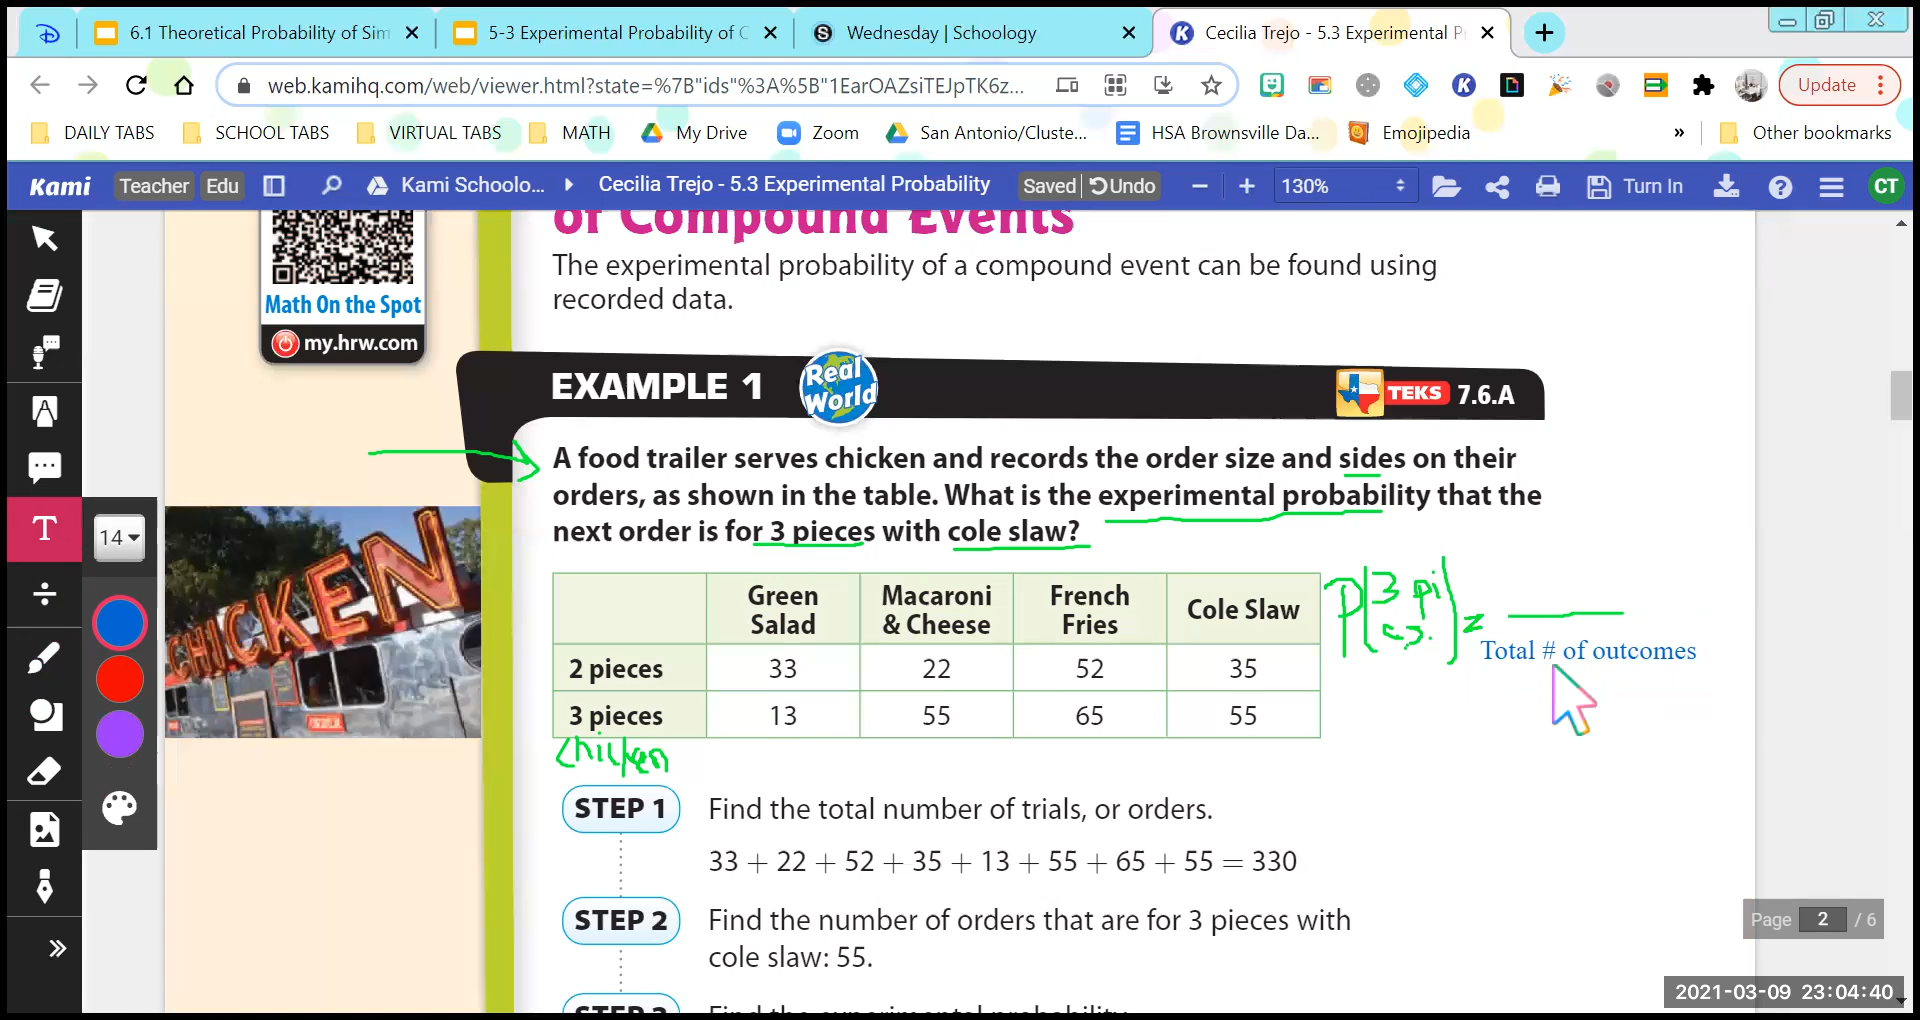 6.1 Theoretical Probability of Sim
5-3 Experimental Probability of C
Wednesday | Schoology
Cecilia Trejo - 5.3 Experimental P
web.kamihq.com/web/viewer.html?state=%7B"ids"%3A%5B"1EarOAZsiTEJpTK6z...
Update
DAILY TABS
SCHOOL TABS
VIRTUAL TABS
MATH
My Drive
Zoom
San Antonio/Cluste...
HSA Brownsville Da...
Emojipedia
»
Other bookmarks
Kami
Teacher
Edu
Kami Schoolo...
Cecilia Trejo - 5.3 Experimental Probability
Saved
Undo
130%
Turn In
CT
of Compound Events
The experimental probability of a compound event can be found using
recorded data.
Math On the Spot
my.hrw.com
EXAMPLE 1
Real
World
TEKS 7.6.A
A food trailer serves chicken and records the order size and sides on their
orders, as shown in the table. What is the experimental probability that the
next order is for 3 pieces with cole slaw?
T
14
CHICKEN
Green Salad
Macaroni & Cheese
French Fries
Cole Slaw
2 pieces 33 22 52 35
3 pieces 13 55 65 55
P(3 pi
c.s.) =
Total # of outcomes
chicken
STEP 1 Find the total number of trials, or orders.
33 + 22 + 52 + 35 + 13 + 55 + 65 + 55 = 330
STEP 2 Find the number of orders that are for 3 pieces with
cole slaw: 55.
STEP 3 Find the experimental probability.
Page 2 / 6
2021-03-09 23:04:40